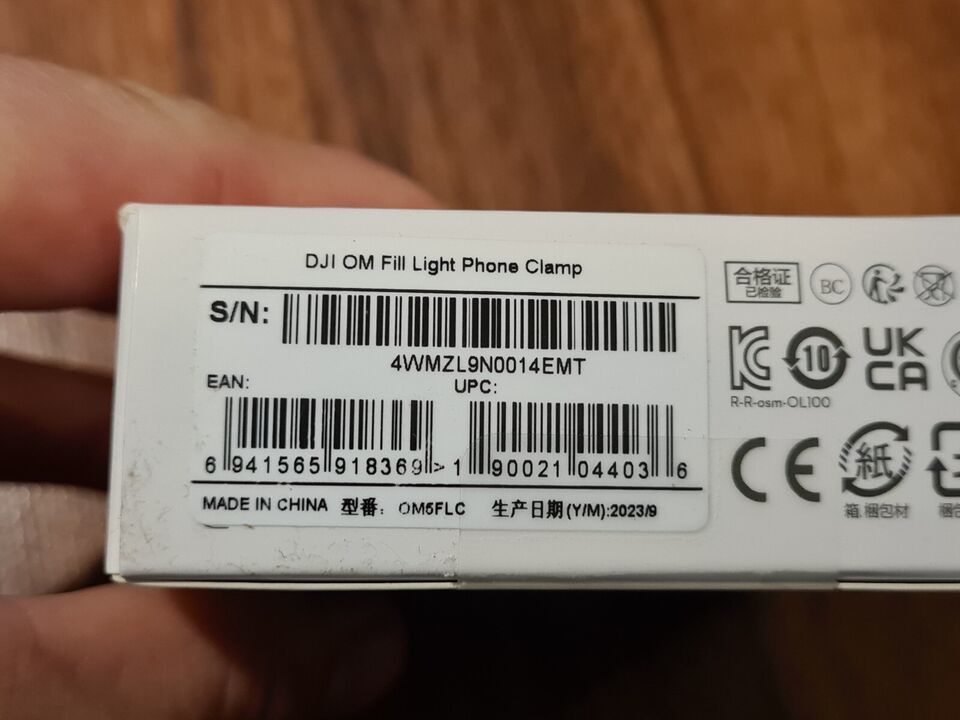 DJI OM Fill Light Phone Clamp
S/N:
4WMZL9N0014EMT
EAN:
UPC:
6 941565 918369 >
1 90021 04403 6
MADE IN CHINA 型番: OM5FLC 生产日期(Y/M):2023/9
合格证
已检验
BC
10
UK
CA
R-R-osm-OL100
CE
紙
箱,梱包材
梱包